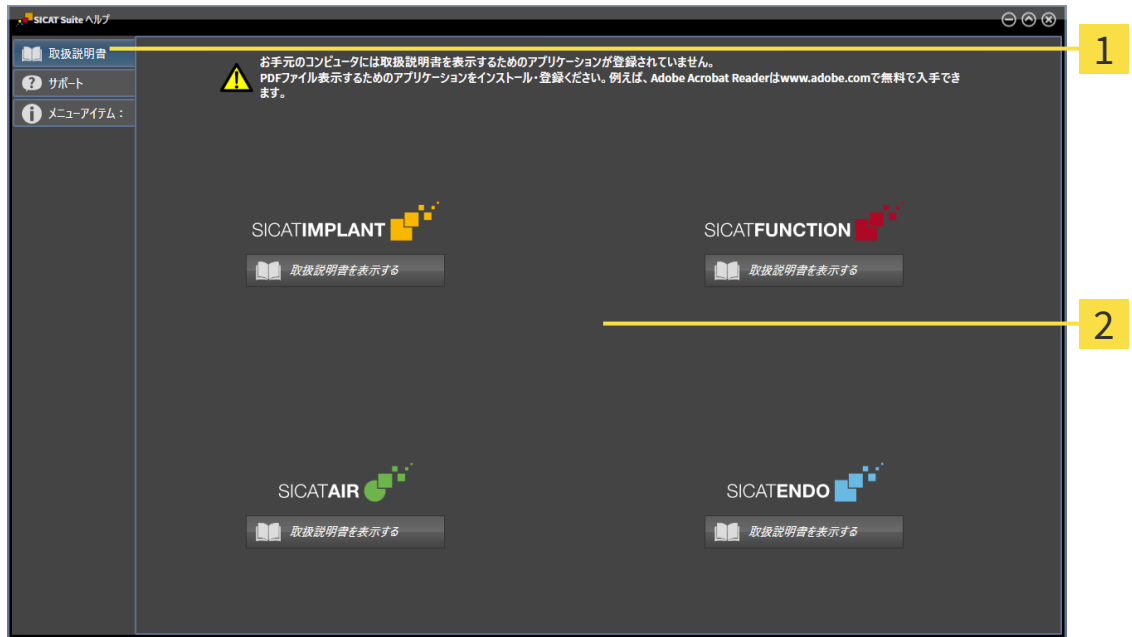 SICAT Suite ヘルプ
取扱説明書
サポート
メニューアイテム：
お手元のコンピュータには取扱説明書を表示するためのアプリケーションが登録されていません。
PDFファイル表示するためのアプリケーションをインストール・登録ください。例えば、Adobe Acrobat Readerはwww.adobe.comで無料で入手でき
ます。
1
SICATIMPLANT
SICATFUNCTION
取扱説明書を表示する
取扱説明書を表示する
2
SICATAIR
SICATENDO
取扱説明書を表示する
取扱説明書を表示する